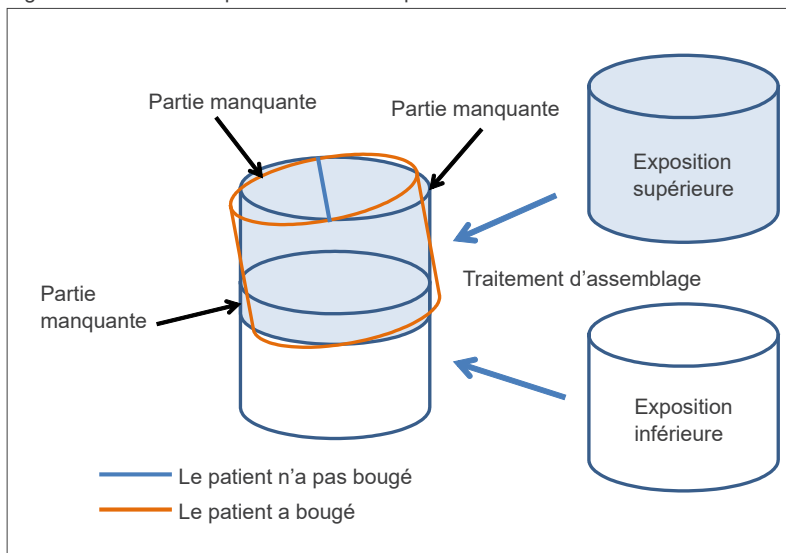 Partie manquante
Partie manquante
Exposition
supérieure
Traitement d'assemblage
Partie
manquante
Exposition
inférieure
Le patient n'a pas bougé
Le patient a bougé